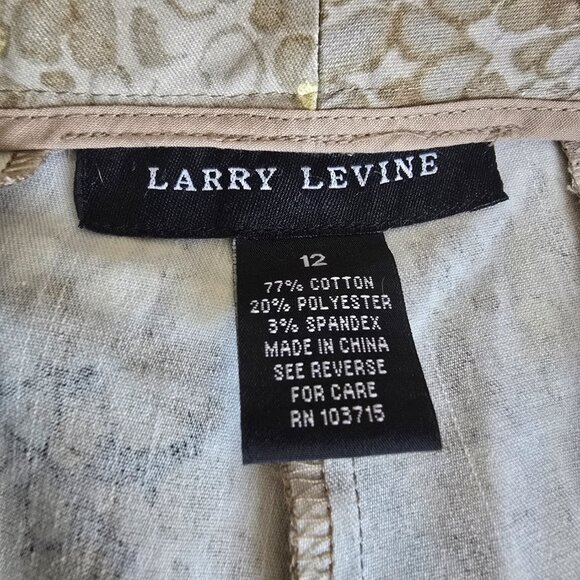 LARRY LEVINE
12
77% COTTON
20% POLYESTER
3% SPANDEX
MADE IN CHINA
SEE REVERSE
FOR CARE
RN 103715